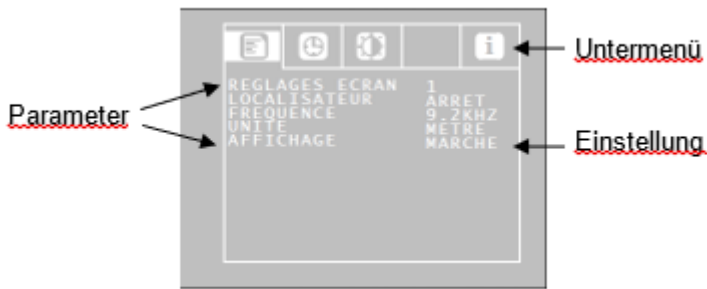 Untermenü
REGLAGES ECRAN 1
LOCALISATEUR ARRET
FREQUENCE 9.2KHZ
UNITE METRE
AFFICHAGE MARCHE
Parameter
Einstellung